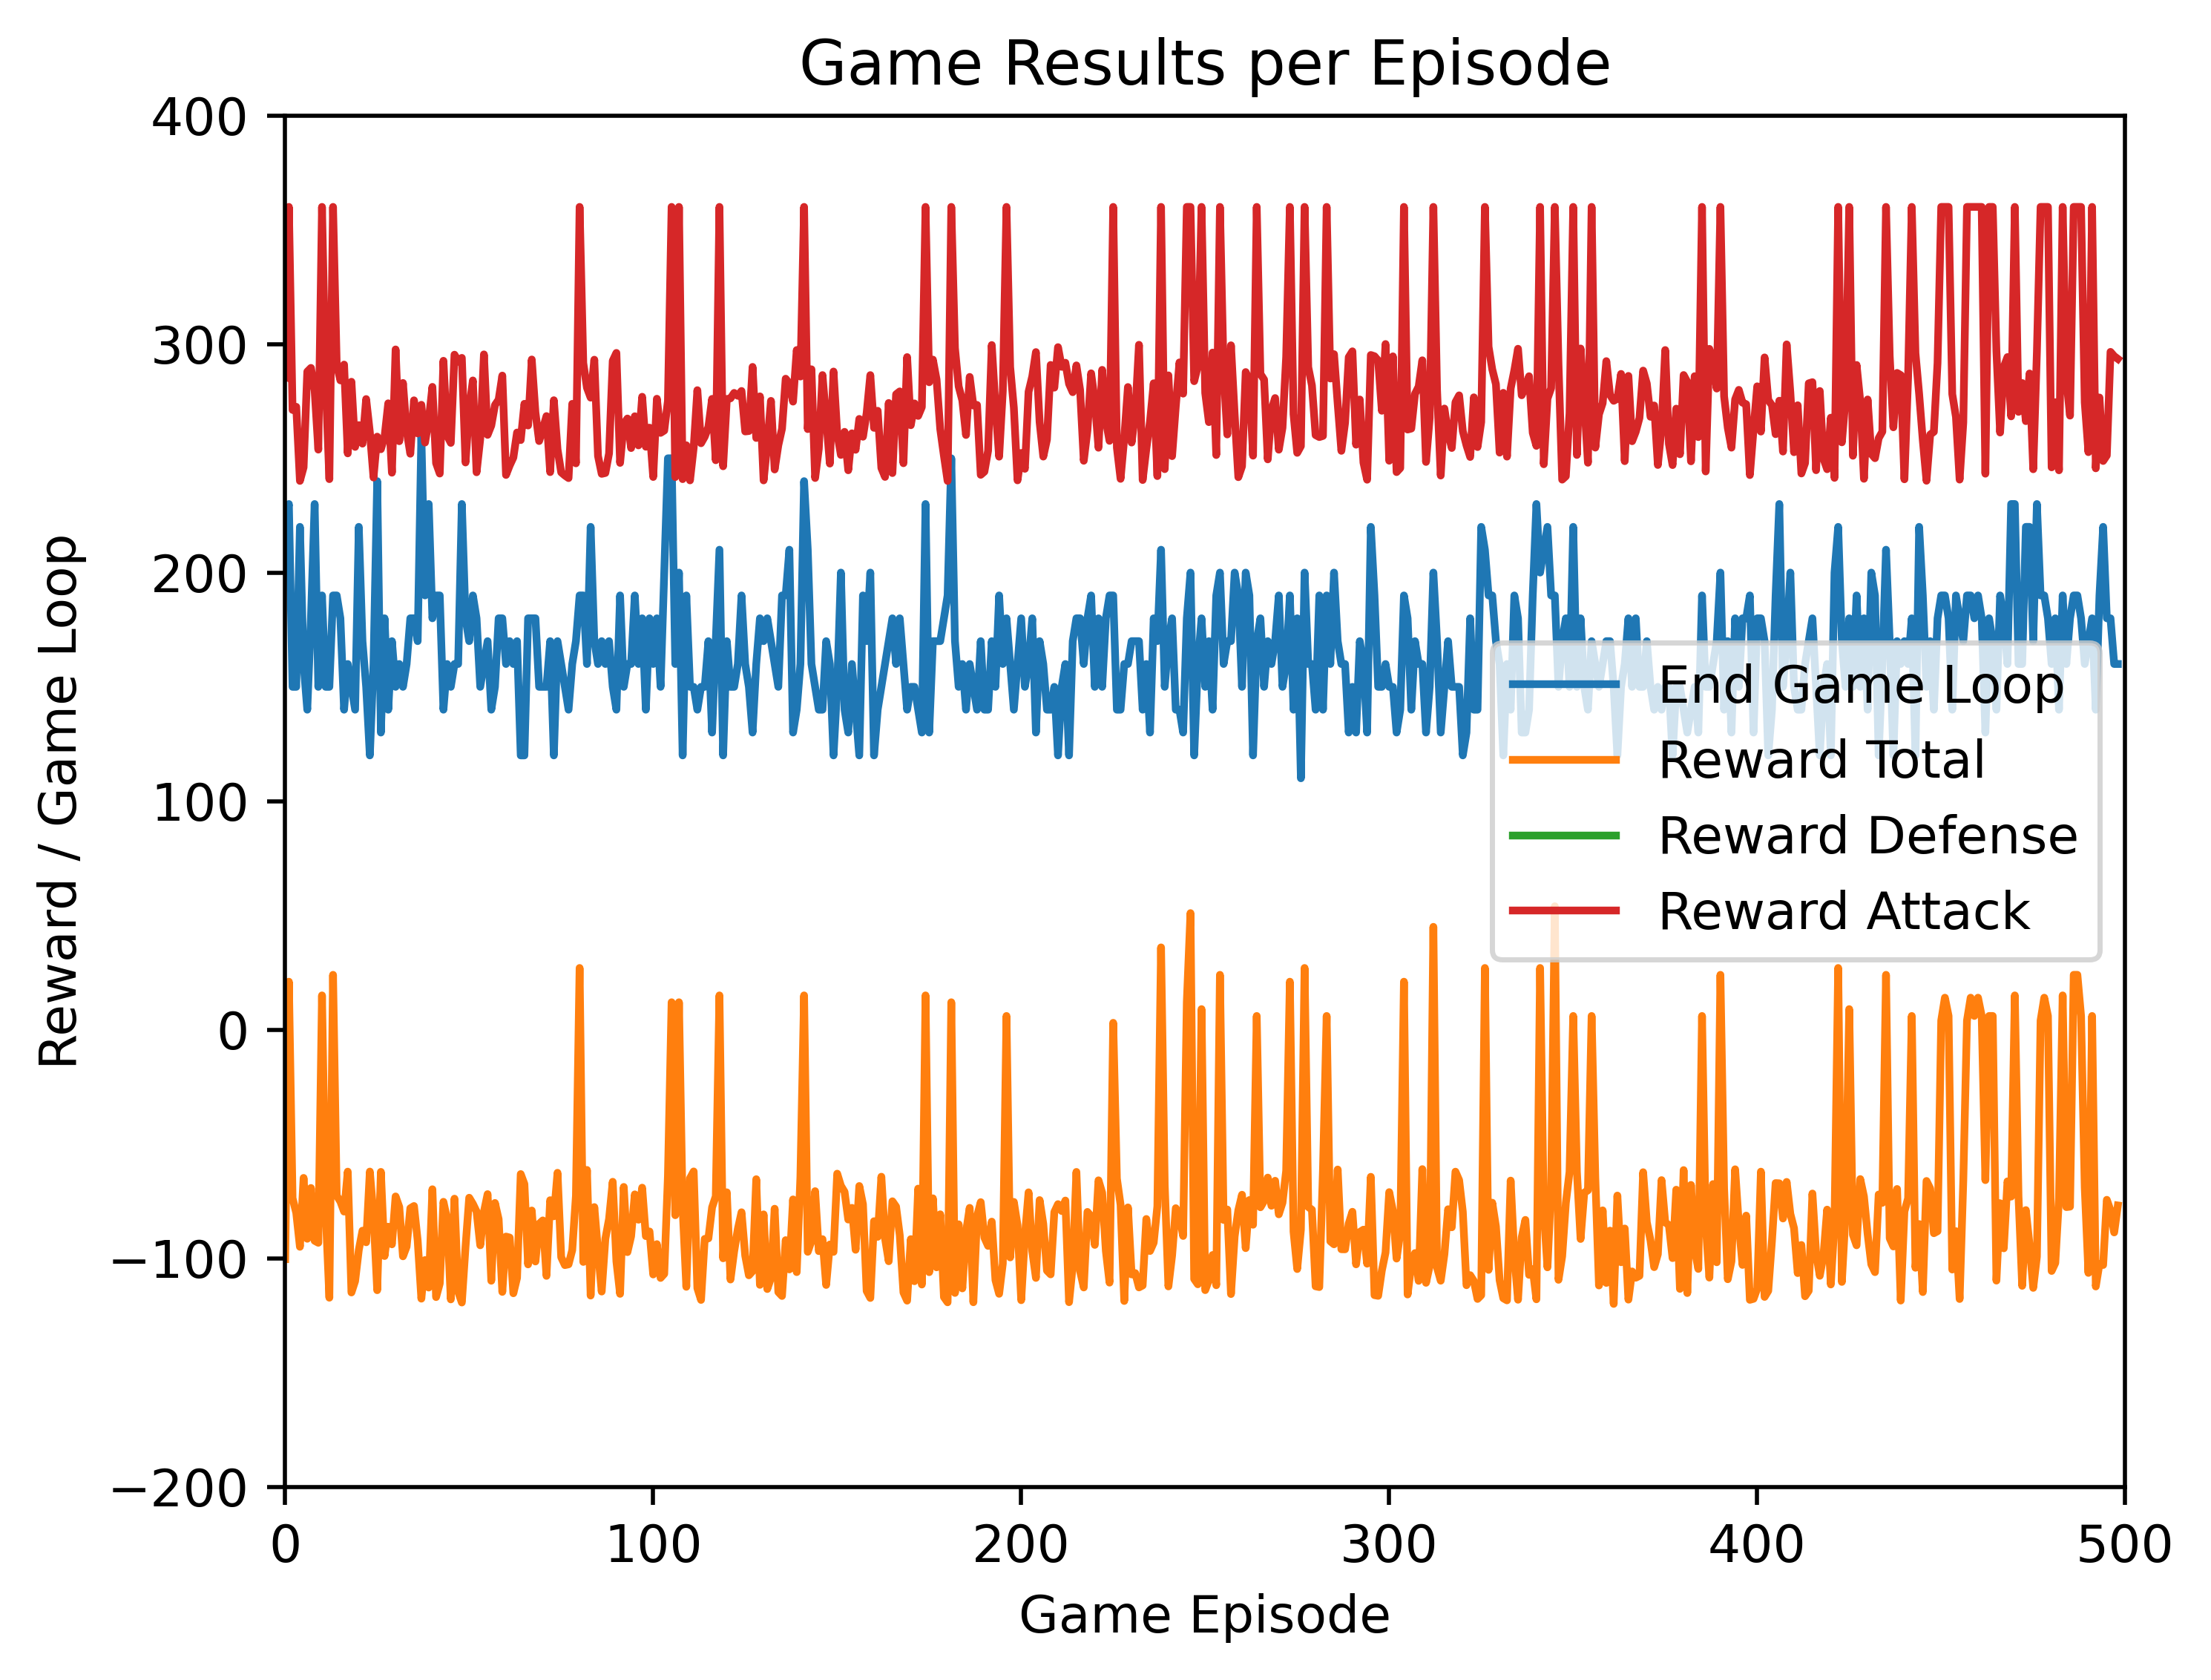 Game Results per Episode
400
300
200
100
0
−100
−200
Reward / Game Loop
End Game Loop
Reward Total
Reward Defense
Reward Attack
0 100 200 300 400 500
Game Episode